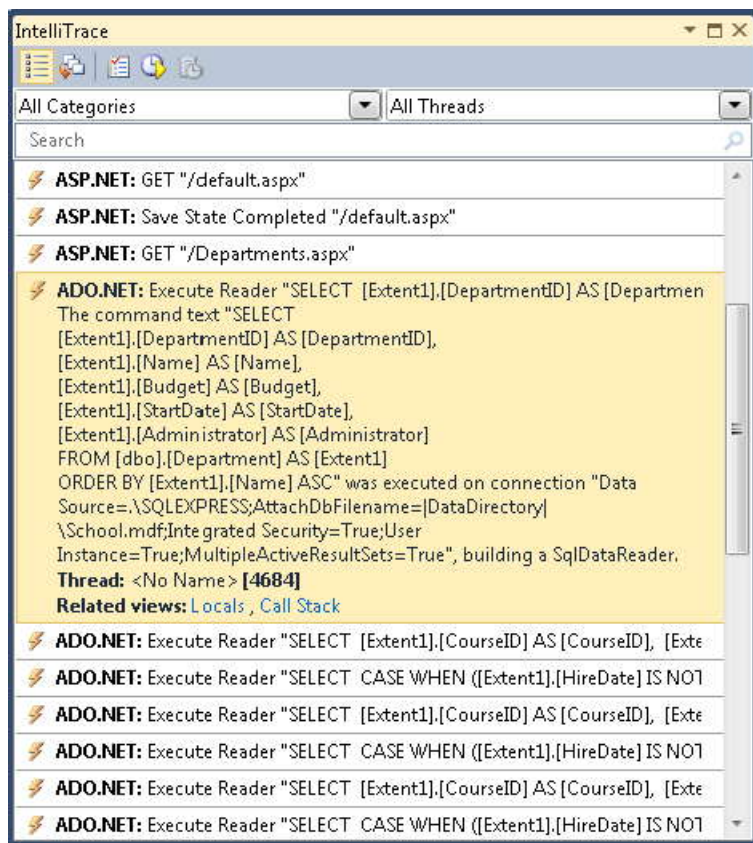 IntelliTrace
All Categories All Threads
Search
ASP.NET: GET "/default.aspx"
ASP.NET: Save State Completed "/default.aspx"
ASP.NET: GET "/Departments.aspx"
ADO.NET: Execute Reader "SELECT [Extent1].[DepartmentID] AS [Departmen
The command text "SELECT
[Extent1].[DepartmentID] AS [DepartmentID],
[Extent1].[Name] AS [Name],
[Extent1].[Budget] AS [Budget],
[Extent1].[StartDate] AS [StartDate],
[Extent1].[Administrator] AS [Administrator]
FROM [dbo].[Department] AS [Extent1]
ORDER BY [Extent1].[Name] ASC" was executed on connection "Data
Source=.\SQLEXPRESS;AttachDbFilename=|DataDirectory|
\School.mdf;Integrated Security=True;User
Instance=True;MultipleActiveResultSets=True", building a SqlDataReader.
Thread: <No Name> [4684]
Related views: Locals , Call Stack
ADO.NET: Execute Reader "SELECT [Extent1].[CourseID] AS [CourseID], [Exte
ADO.NET: Execute Reader "SELECT CASE WHEN ([Extent1].[HireDate] IS NOT
ADO.NET: Execute Reader "SELECT [Extent1].[CourseID] AS [CourseID], [Exte
ADO.NET: Execute Reader "SELECT CASE WHEN ([Extent1].[HireDate] IS NOT
ADO.NET: Execute Reader "SELECT [Extent1].[CourseID] AS [CourseID], [Exte
ADO.NET: Execute Reader "SELECT CASE WHEN ([Extent1].[HireDate] IS NOT